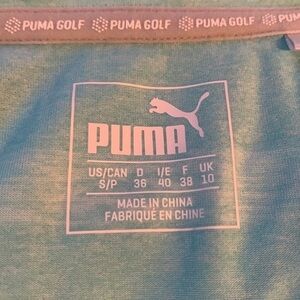 PUMA GOLF PUMA GOLF PUMA GOLF
PUMA
US/CAN D I/E F UK
S/P 36 40 38 10
MADE IN CHINA
FABRIQUÉ EN CHINE